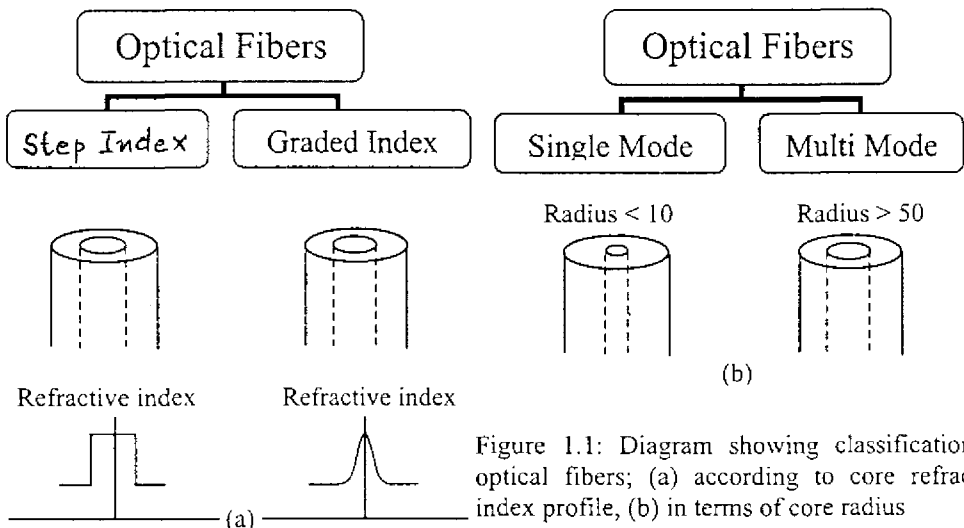 Optical Fibers
Step Index
Graded Index
Refractive index
Refractive index
(a)
Optical Fibers
Single Mode
Multi Mode
Radius < 10
Radius > 50
(b)
Figure 1.1: Diagram showing classification
optical fibers; (a) according to core refrac
index profile, (b) in terms of core radius